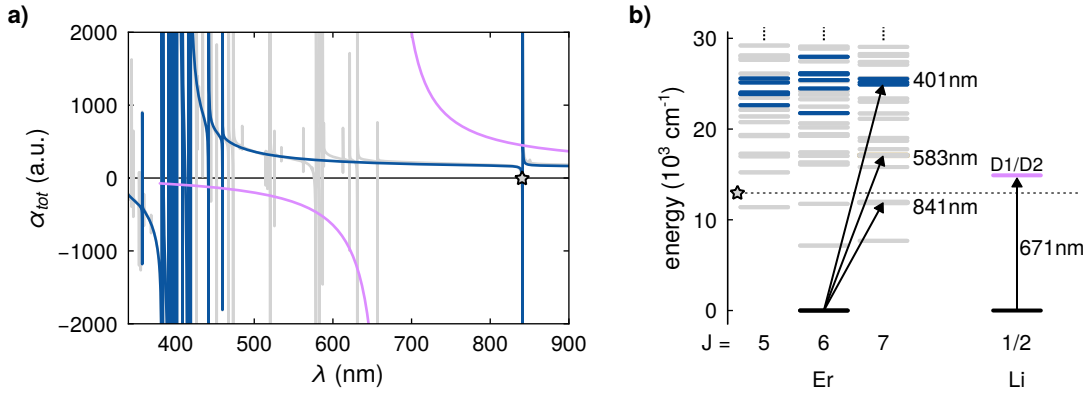 a)
2000
1000
0
−1000
−2000
αtot (a.u.)
400 500 600 700 800 900
λ (nm)
b)
30
20
10
0
energy (10³ cm⁻¹)
401nm
583nm
841nm
D1/D2
671nm
J = 5 6 7 1/2
Er Li